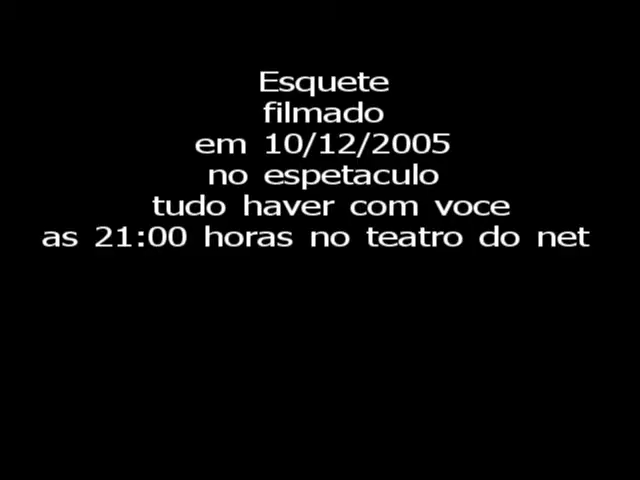 Esquete
filmado
em 10/12/2005
no espetaculo
tudo haver com voce
as 21:00 horas no teatro do net